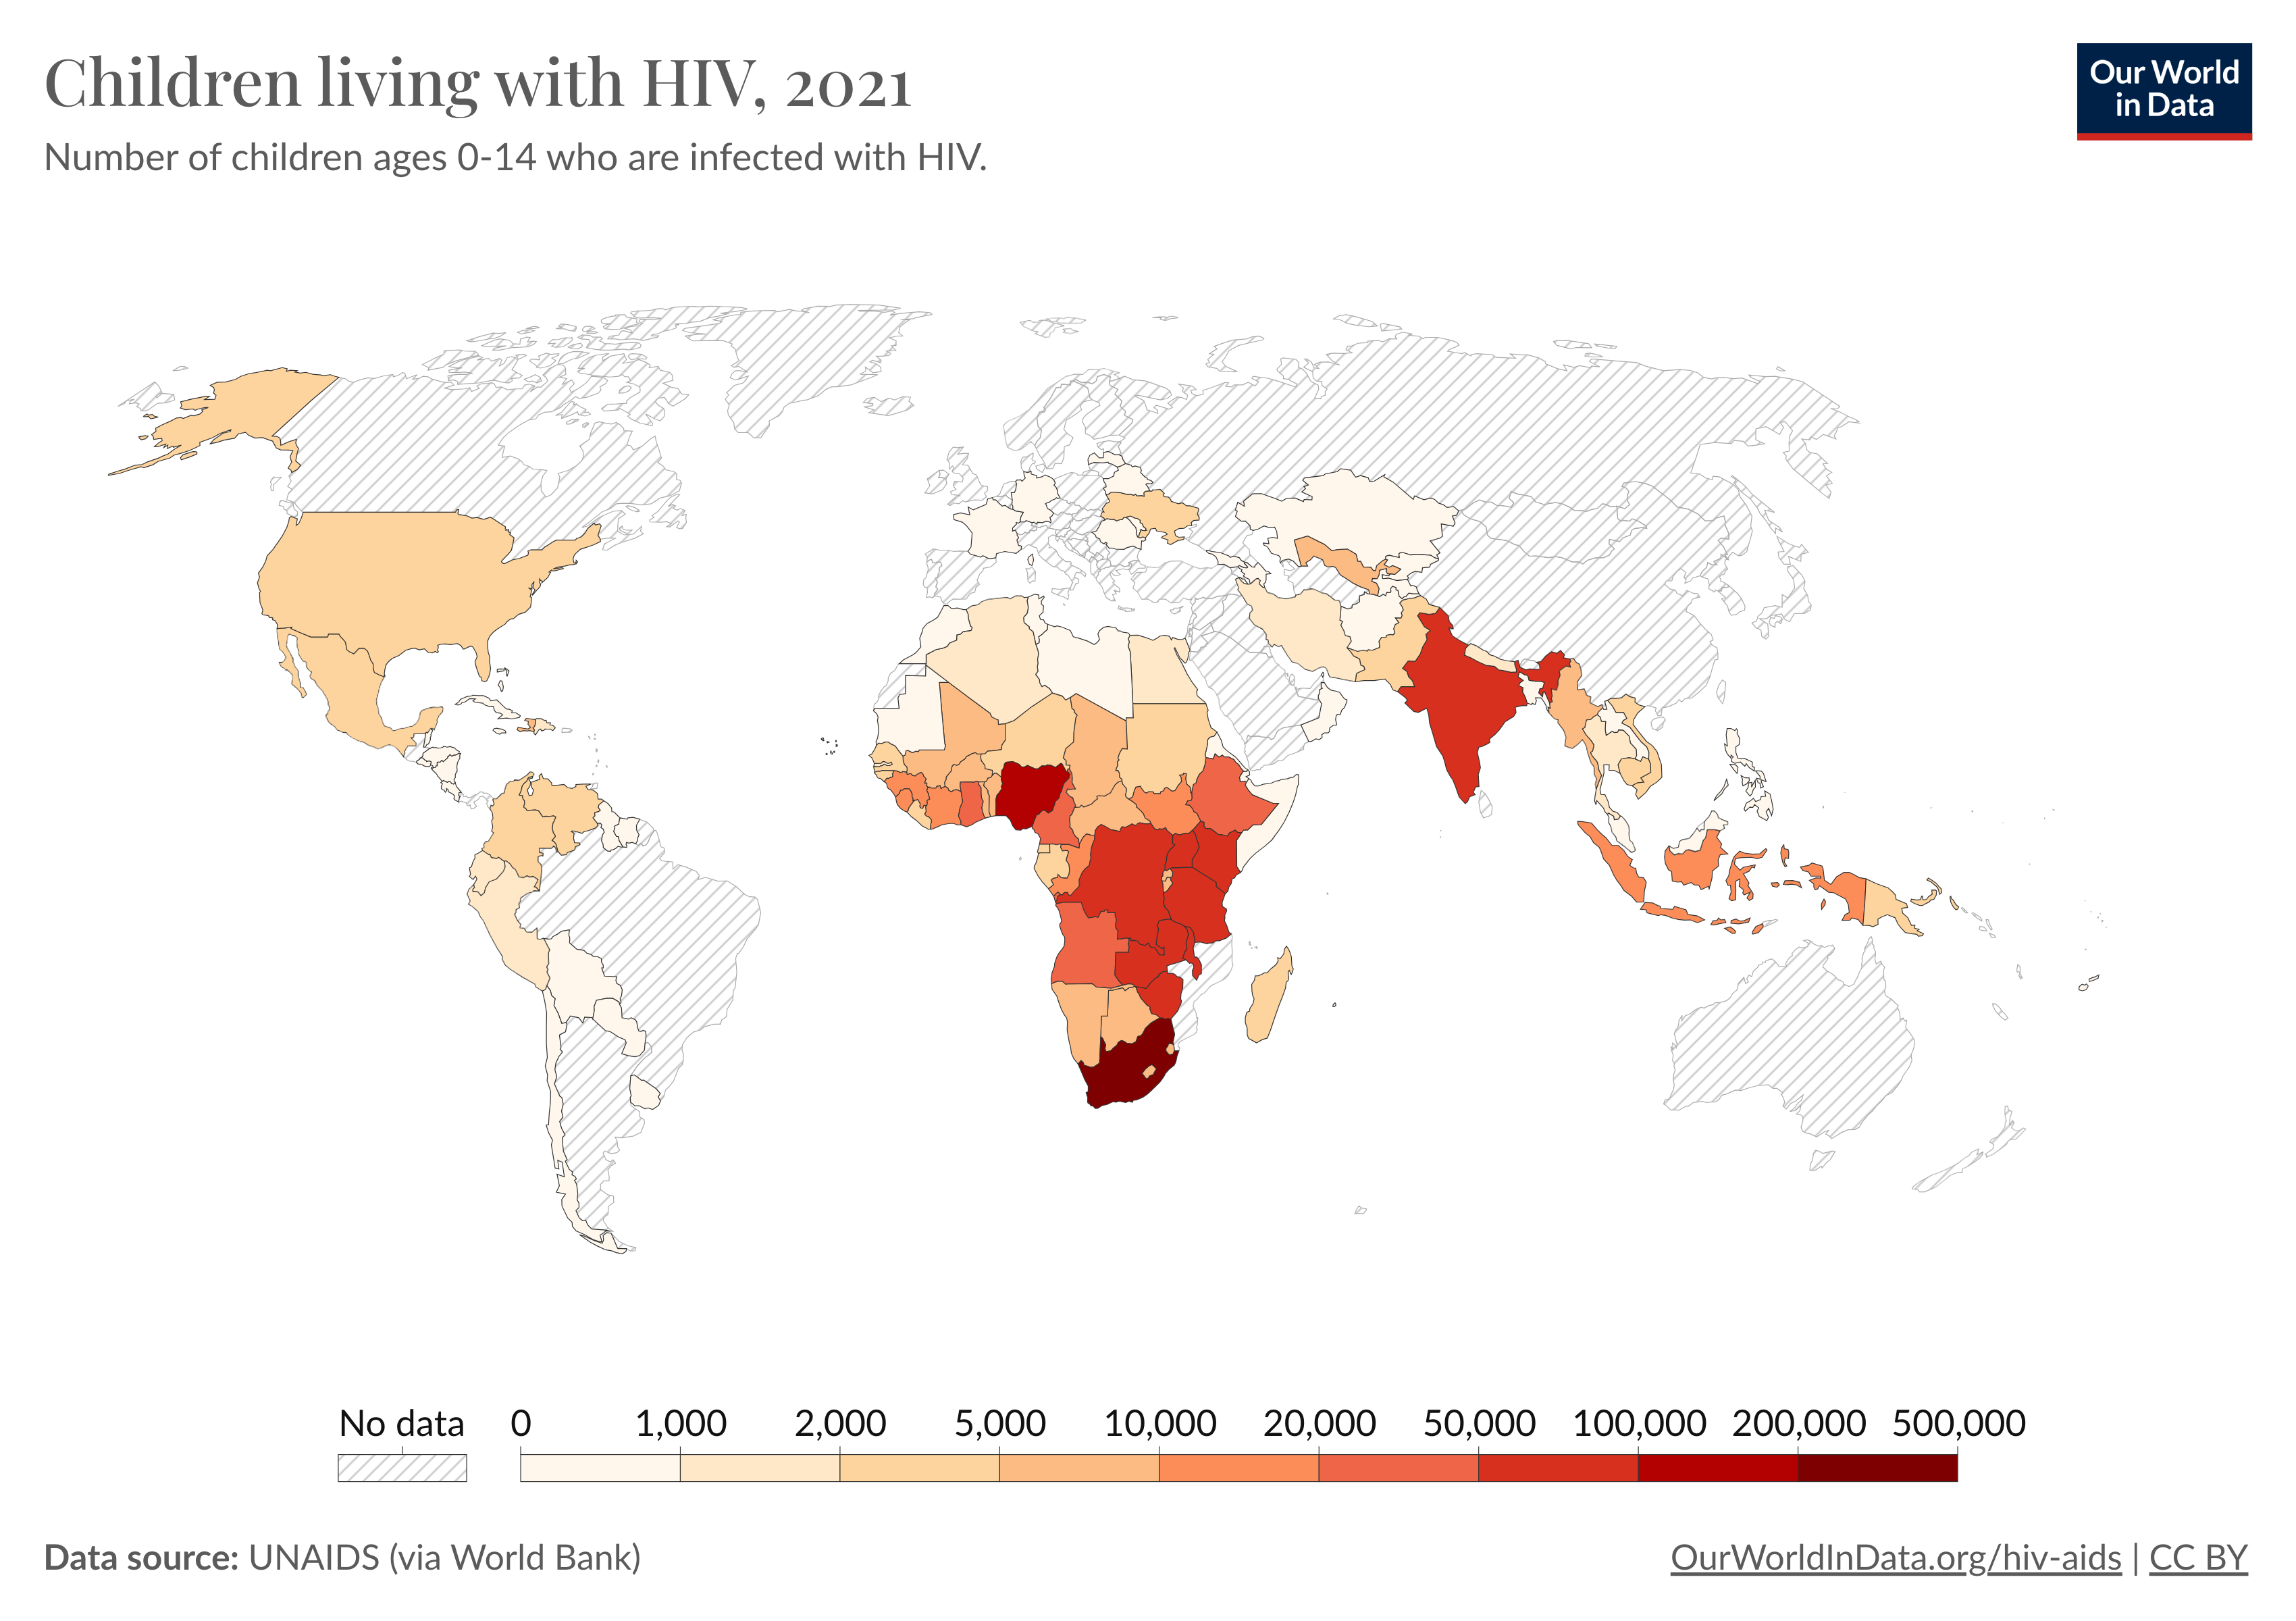 Children living with HIV, 2021
Number of children ages 0-14 who are infected with HIV.
Our World
in Data
No data 0 1,000 2,000 5,000 10,000 20,000 50,000 100,000 200,000 500,000
Data source: UNAIDS (via World Bank)
OurWorldInData.org/hiv-aids | CC BY